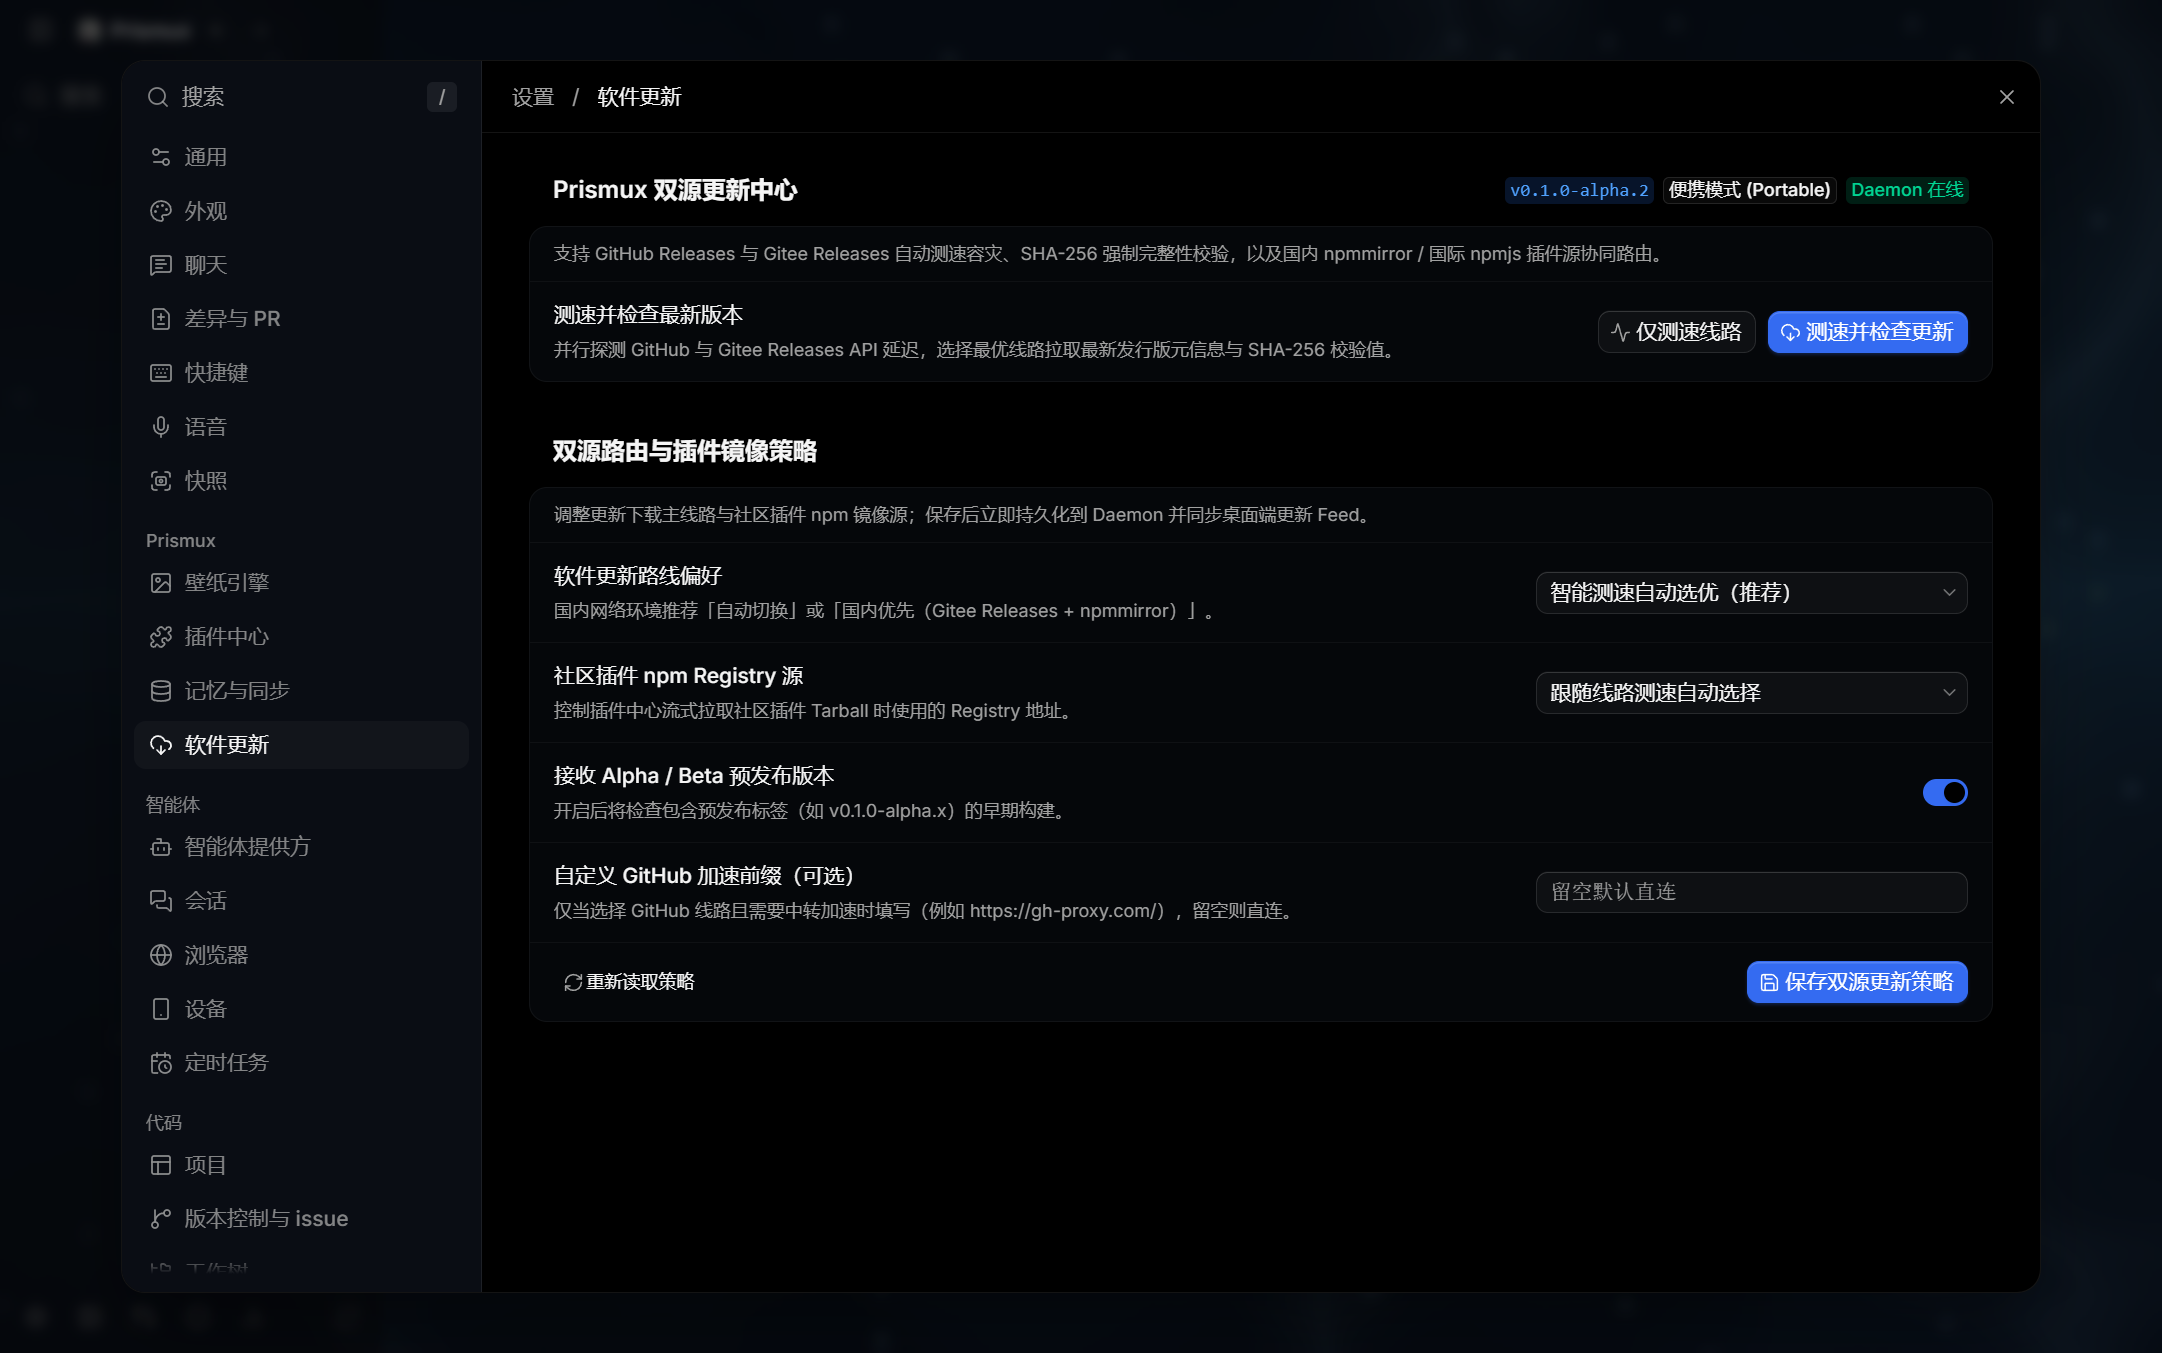 Prismux
搜索
/
通用
外观
聊天
差异与 PR
快捷键
语音
快照
Prismux
壁纸引擎
插件中心
记忆与同步
软件更新
智能体
智能体提供方
会话
浏览器
设备
定时任务
代码
项目
版本控制与 issue
工作树
设置 / 软件更新
Prismux 双源更新中心
v0.1.0-alpha.2
便携模式 (Portable)
Daemon 在线
支持 GitHub Releases 与 Gitee Releases 自动测速容灾、SHA-256 强制完整性校验，以及国内 npmmirror / 国际 npmjs 插件源协同路由。
测速并检查最新版本
并行探测 GitHub 与 Gitee Releases API 延迟，选择最优线路拉取最新发行版元信息与 SHA-256 校验值。
仅测速线路
测速并检查更新
双源路由与插件镜像策略
调整更新下载主线路与社区插件 npm 镜像源；保存后立即持久化到 Daemon 并同步桌面端更新 Feed。
软件更新路线偏好
国内网络环境推荐「自动切换」或「国内优先（Gitee Releases + npmmirror）」。
智能测速自动选优（推荐）
社区插件 npm Registry 源
控制插件中心流式拉取社区插件 Tarball 时使用的 Registry 地址。
跟随线路测速自动选择
接收 Alpha / Beta 预发布版本
开启后将检查包含预发布标签（如 v0.1.0-alpha.x）的早期构建。
自定义 GitHub 加速前缀（可选）
仅当选择 GitHub 线路且需要中转加速时填写（例如 https://gh-proxy.com/），留空则直连。
留空默认直连
重新读取策略
保存双源更新策略